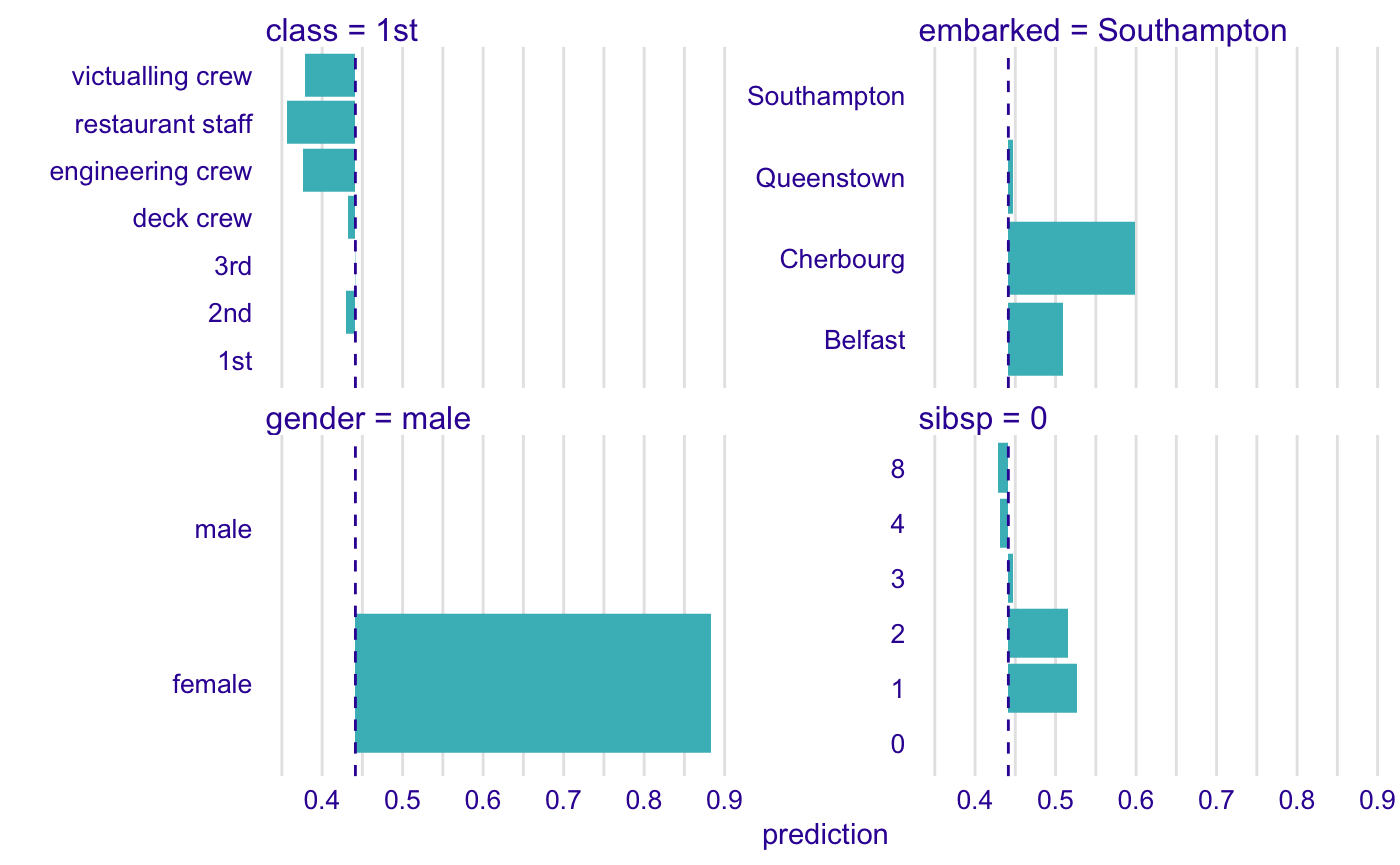 class = 1st
victualling crew
restaurant staff
engineering crew
deck crew
3rd
2nd
1st
embarked = Southampton
Southampton
Queenstown
Cherbourg
Belfast
gender = male
male
female
0.4 0.5 0.6 0.7 0.8 0.9
sibsp = 0
8
4
3
2
1
0
0.4 0.5 0.6 0.7 0.8 0.9
prediction